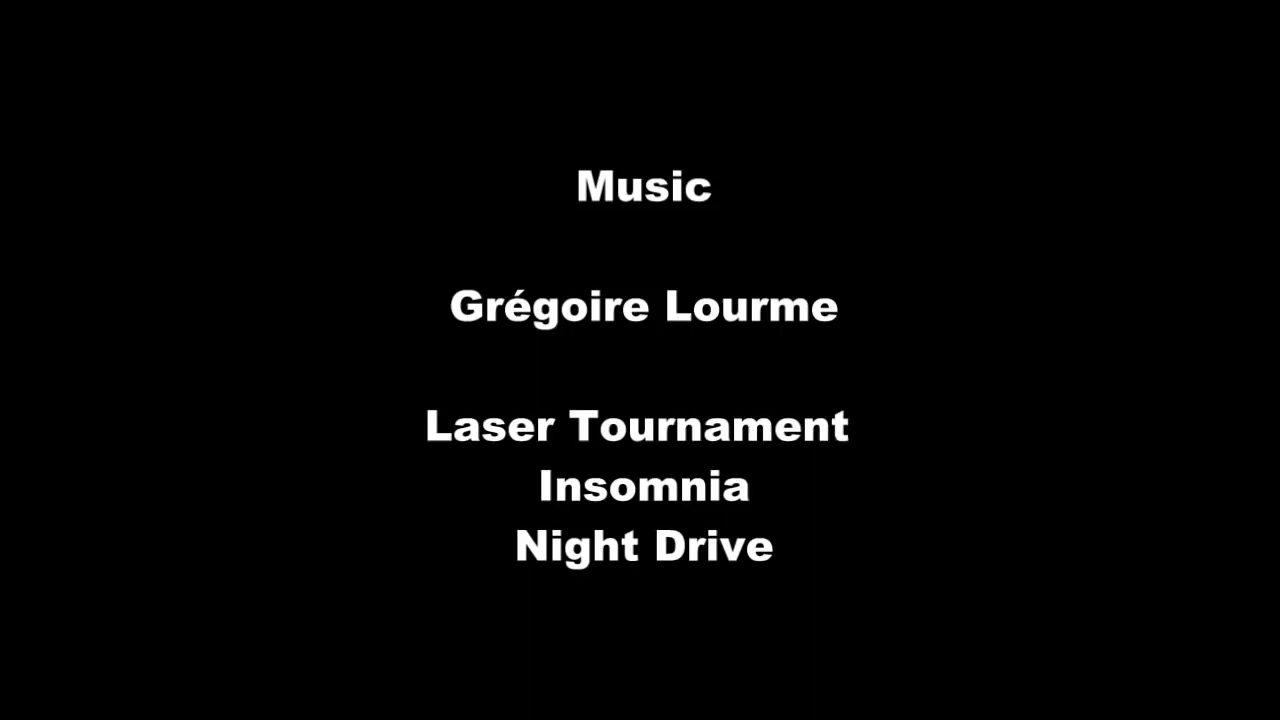 Music
Grégoire Lourme
Laser Tournament
Insomnia
Night Drive